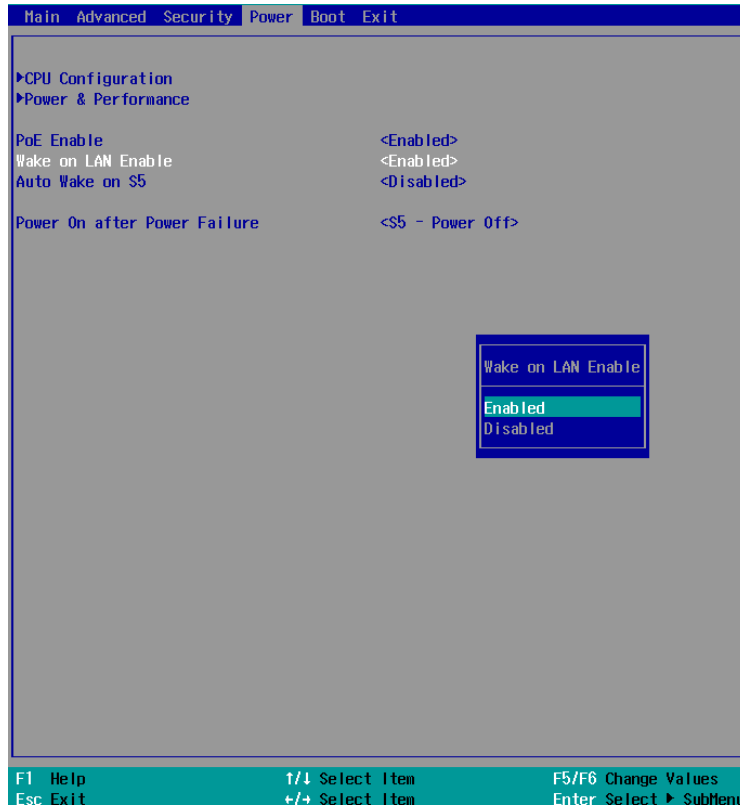 Main Advanced Security Power Boot Exit
▶CPU Configuration
▶Power & Performance
PoE Enable <Enabled>
Wake on LAN Enable <Enabled>
Auto Wake on S5 <Disabled>
Power On after Power Failure <S5 - Power Off>
Wake on LAN Enable
Enabled
Disabled
F1 Help ↑/↓ Select Item F5/F6 Change Values
Esc Exit ←/→ Select Item Enter Select ▶ SubMenu